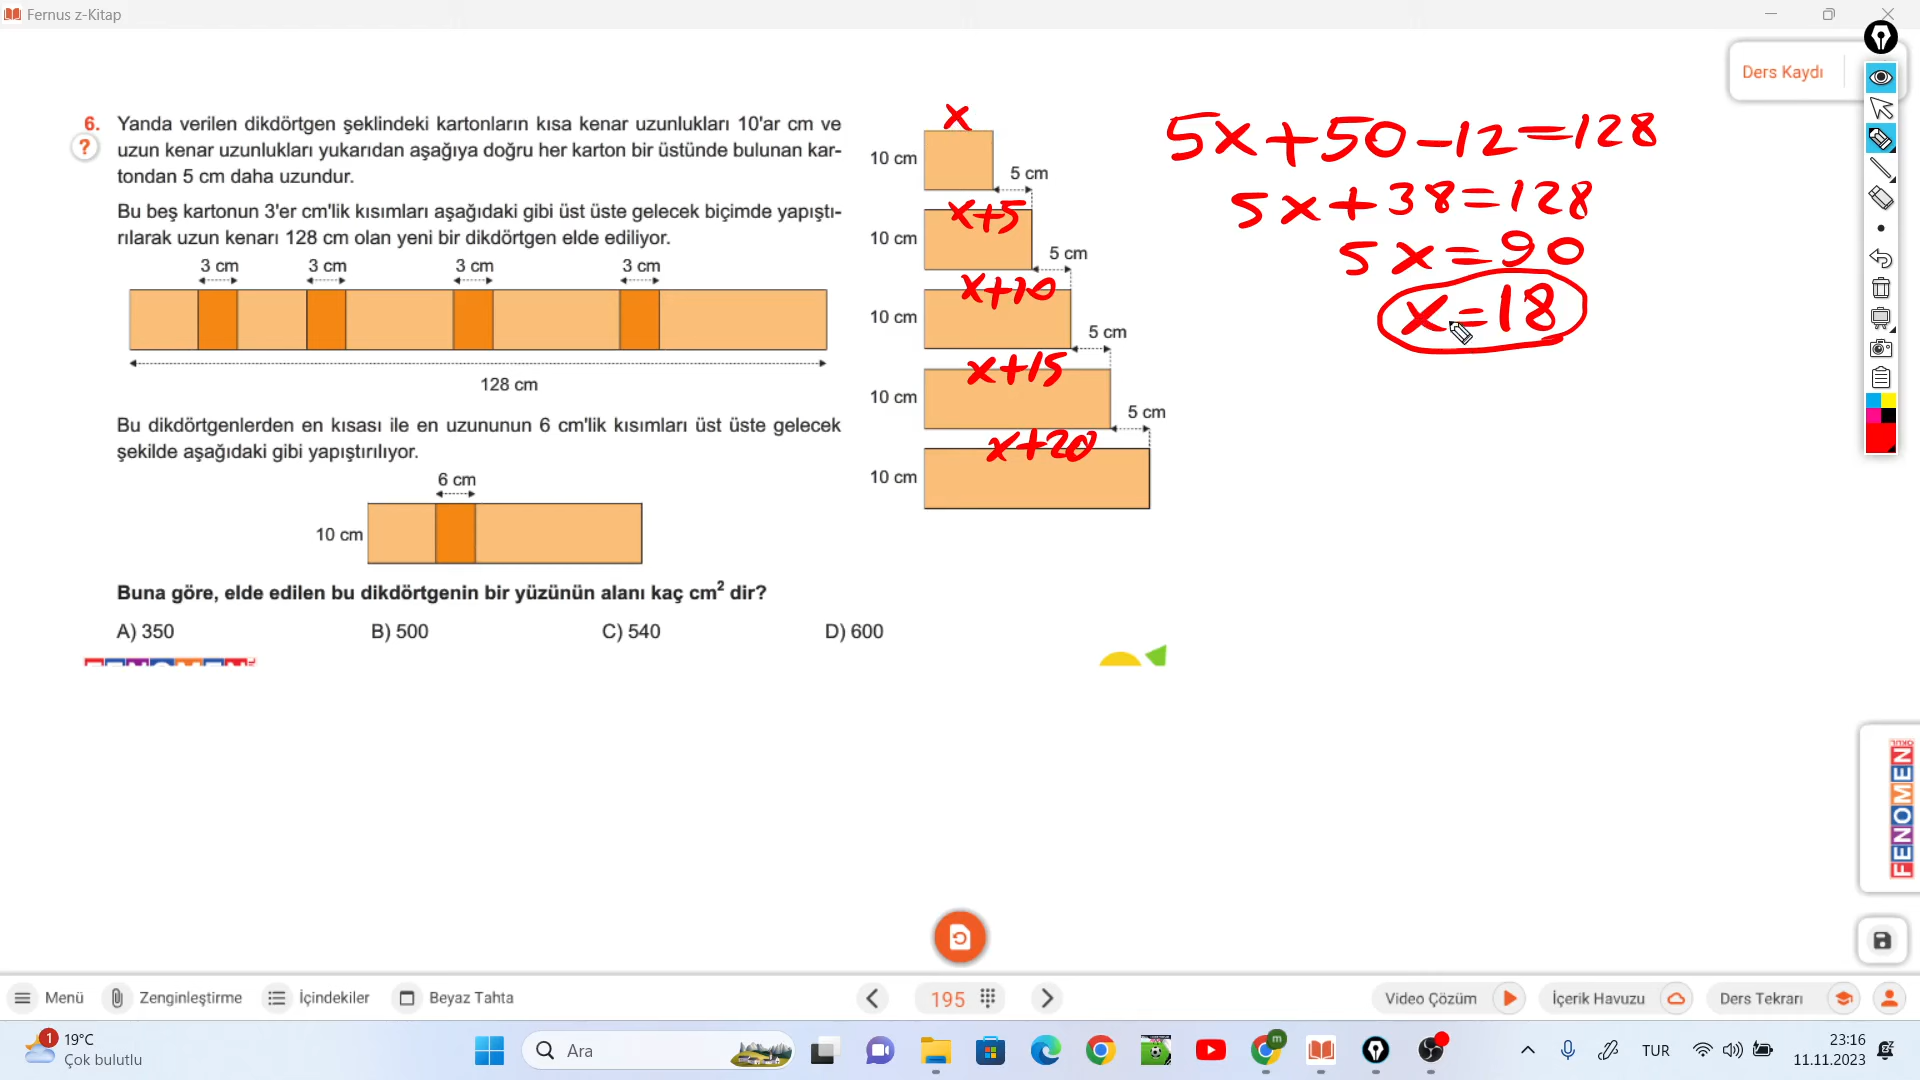 Fernus z-Kitap
Ders Kaydı
6. Yanda verilen dikdörtgen şeklindeki kartonların kısa kenar uzunlukları 10'ar cm ve
? uzun kenar uzunlukları yukarıdan aşağıya doğru her karton bir üstünde bulunan kar-
tondan 5 cm daha uzundur.
Bu beş kartonun 3'er cm'lik kısımları aşağıdaki gibi üst üste gelecek biçimde yapıştı-
rılarak uzun kenarı 128 cm olan yeni bir dikdörtgen elde ediliyor.
3 cm 3 cm 3 cm 3 cm
128 cm
Bu dikdörtgenlerden en kısası ile en uzununun 6 cm'lik kısımları üst üste gelecek
şekilde aşağıdaki gibi yapıştırılıyor.
6 cm
10 cm
Buna göre, elde edilen bu dikdörtgenin bir yüzünün alanı kaç cm² dir?
A) 350 B) 500 C) 540 D) 600
x
10 cm
5 cm
x+5
10 cm
5 cm
x+10
10 cm
5 cm
x+15
10 cm
5 cm
x+20
10 cm
5x+50-12=128
5x+38=128
5x=90
x=18
FENOMEN
Menü Zenginleştirme İçindekiler Beyaz Tahta 195 Video Çözüm İçerik Havuzu Ders Tekrarı
1 19°C
Çok bulutlu
Ara
m
TUR
23:16
11.11.2023